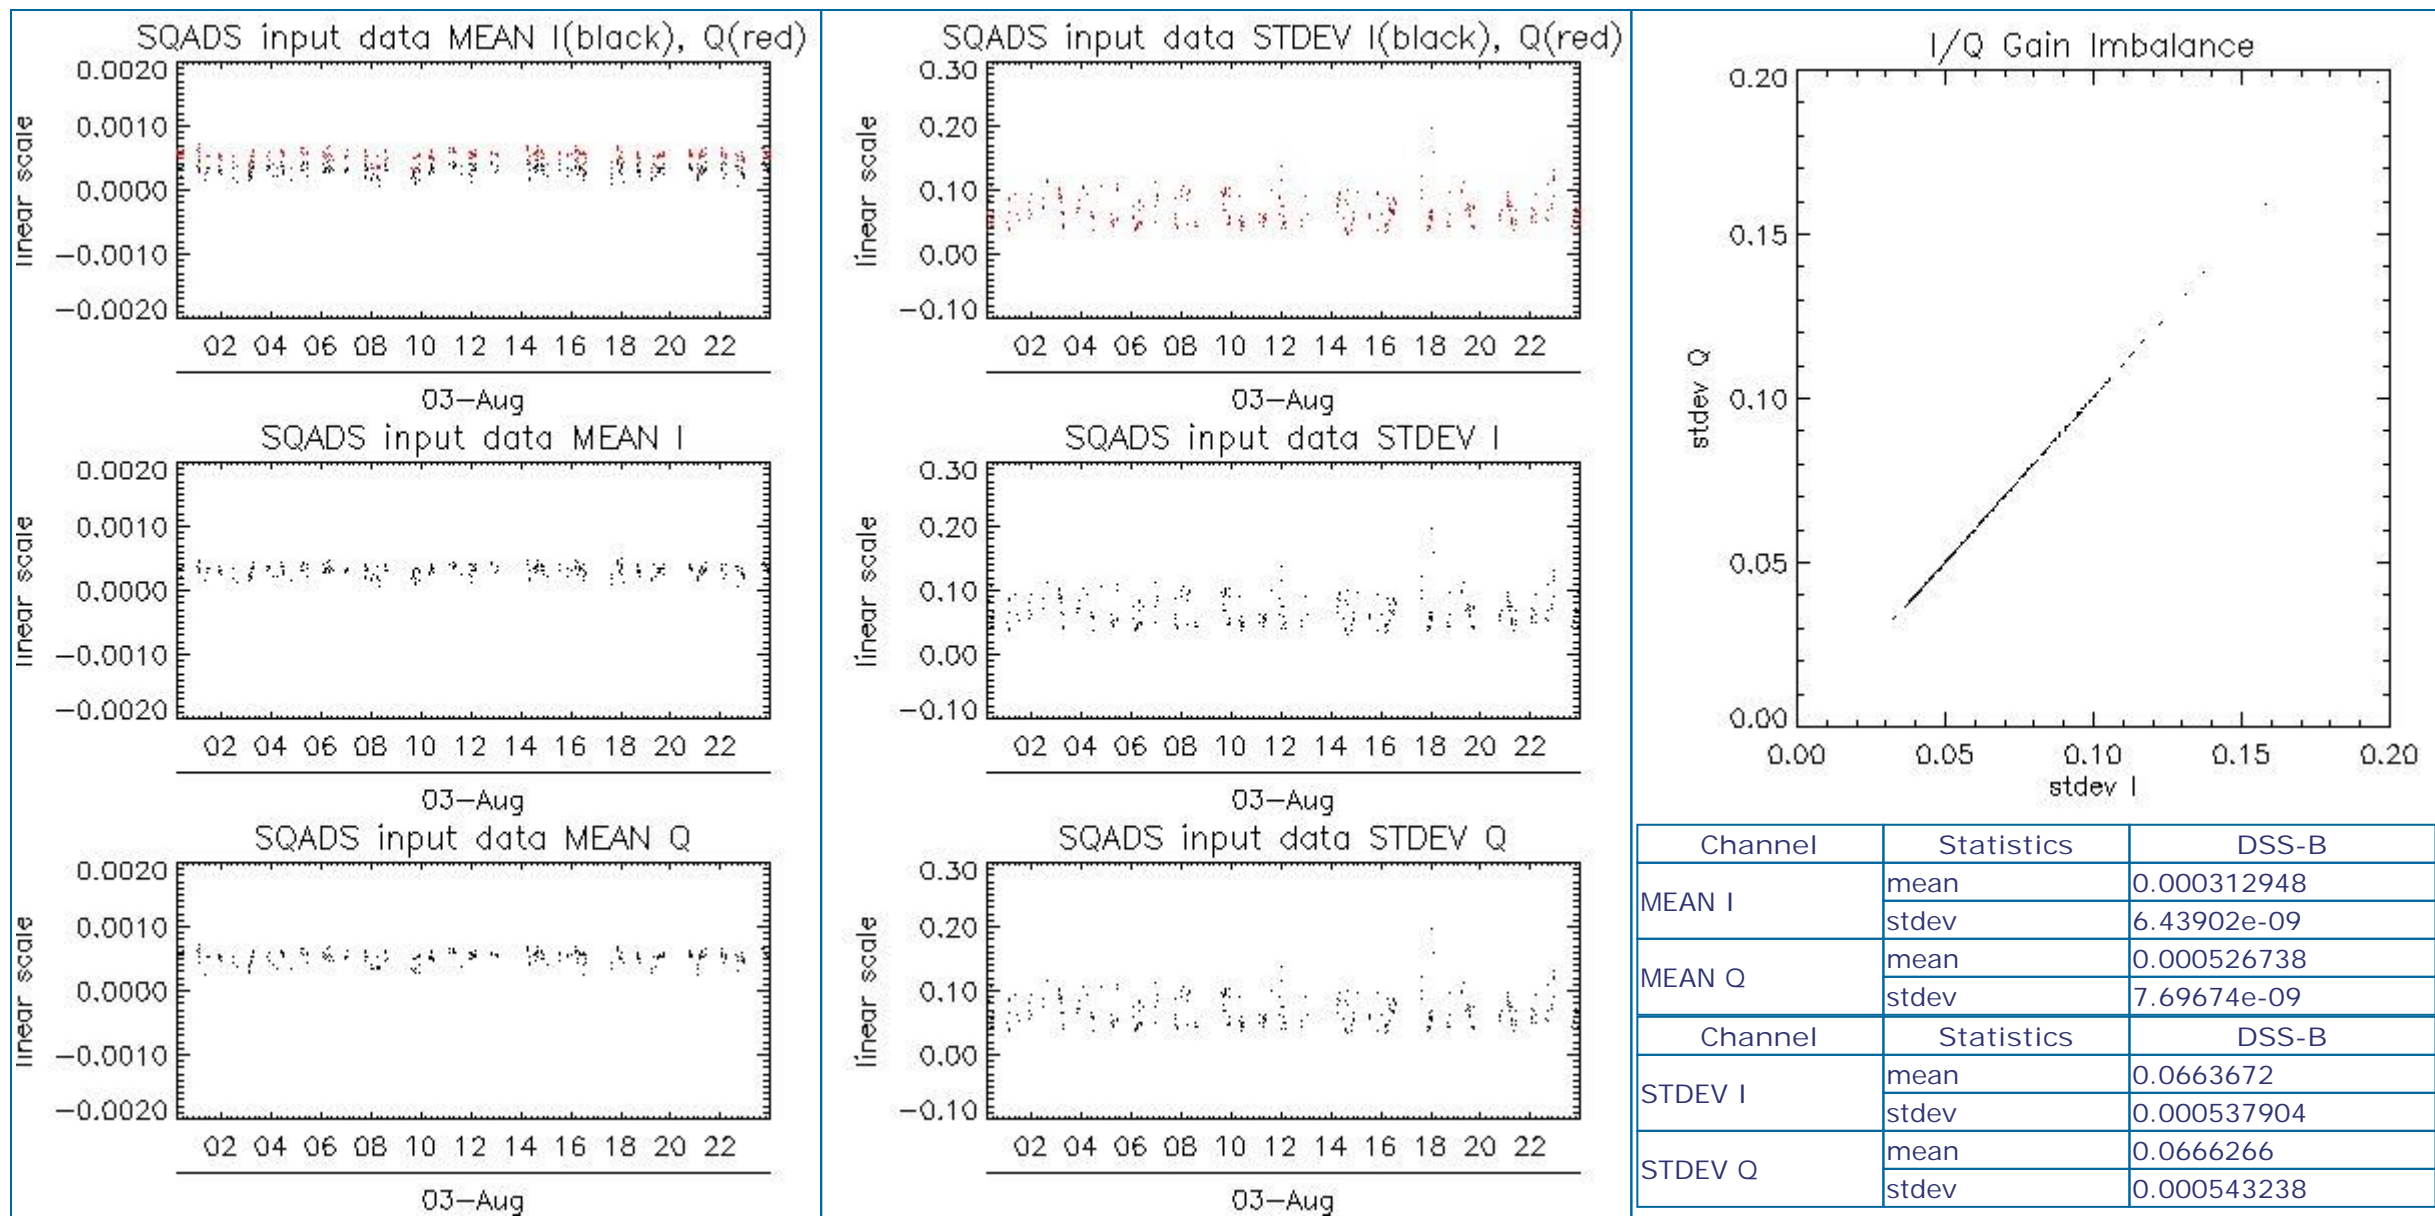 SQADS input data MEAN I(black), Q(red)
0.0020
0.0010
0.0000
−0.0010
−0.0020
linear scale
02 04 06 08 10 12 14 16 18 20 22
03−Aug
SQADS input data MEAN I
0.0020
0.0010
0.0000
−0.0010
−0.0020
linear scale
02 04 06 08 10 12 14 16 18 20 22
03−Aug
SQADS input data MEAN Q
0.0020
0.0010
0.0000
−0.0010
−0.0020
linear scale
02 04 06 08 10 12 14 16 18 20 22
03−Aug
SQADS input data STDEV I(black), Q(red)
0.30
0.20
0.10
0.00
−0.10
linear scale
02 04 06 08 10 12 14 16 18 20 22
03−Aug
SQADS input data STDEV I
0.30
0.20
0.10
0.00
−0.10
linear scale
02 04 06 08 10 12 14 16 18 20 22
03−Aug
SQADS input data STDEV Q
0.30
0.20
0.10
0.00
−0.10
linear scale
02 04 06 08 10 12 14 16 18 20 22
03−Aug
I/Q Gain Imbalance
0.20
0.15
0.10
0.05
0.00
stdev Q
0.00 0.05 0.10 0.15 0.20
stdev I
Channel Statistics DSS-B
MEAN I mean 0.000312948
stdev 6.43902e-09
MEAN Q mean 0.000526738
stdev 7.69674e-09
Channel Statistics DSS-B
STDEV I mean 0.0663672
stdev 0.000537904
STDEV Q mean 0.0666266
stdev 0.000543238